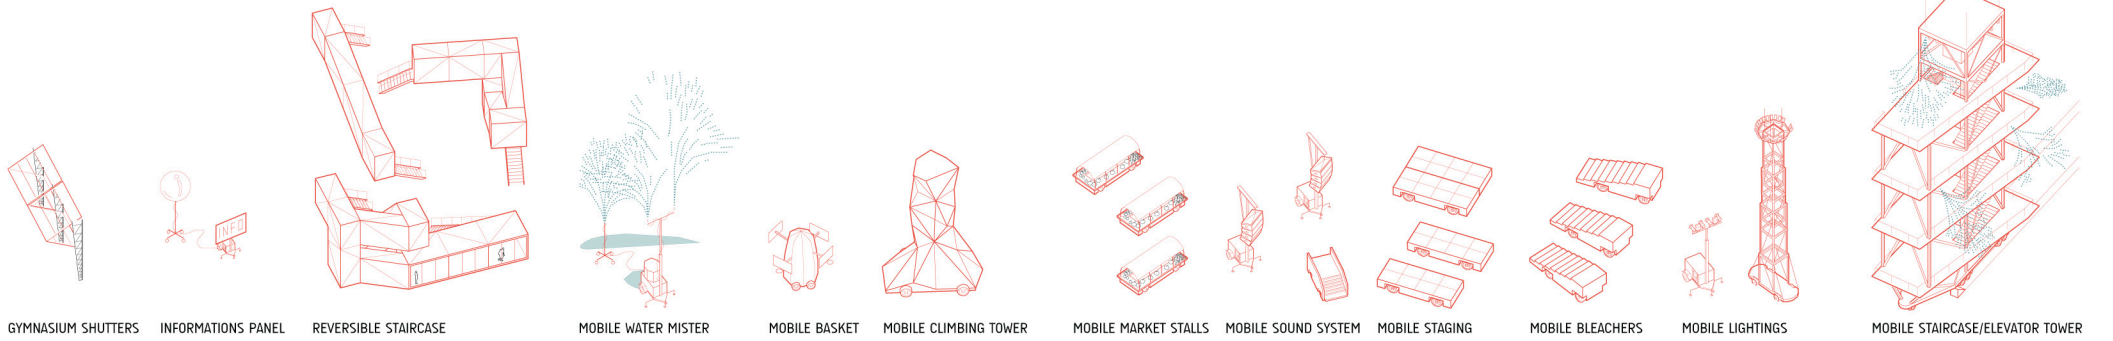 INFO
GYMNASIUM SHUTTERS
INFORMATIONS PANEL
REVERSIBLE STAIRCASE
MOBILE WATER MISTER
MOBILE BASKET
MOBILE CLIMBING TOWER
MOBILE MARKET STALLS
MOBILE SOUND SYSTEM
MOBILE STAGING
MOBILE BLEACHERS
MOBILE LIGHTINGS
MOBILE STAIRCASE/ELEVATOR TOWER